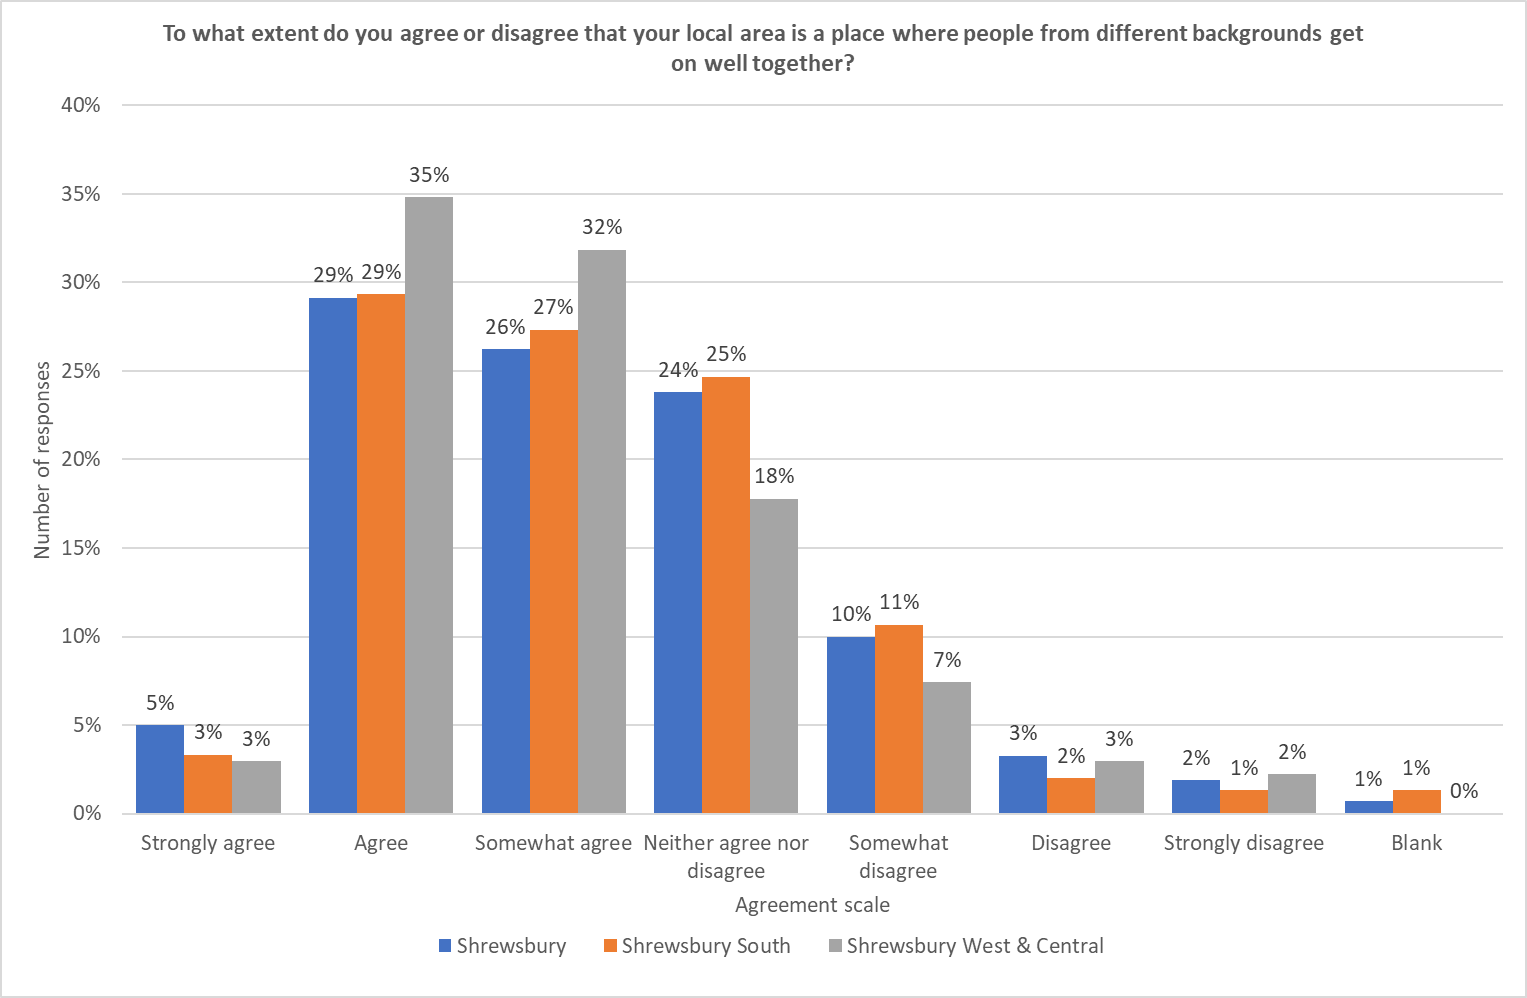 To what extent do you agree or disagree that your local area is a place where people from different backgrounds get
on well together?
40%
35%
30%
25%
20%
15%
10%
5%
0%
Number of responses
5%
3%
3%
29%
29%
35%
26%
27%
32%
24%
25%
18%
10%
11%
7%
3%
2%
3%
2%
1%
2%
1%
1%
0%
Strongly agree
Agree
Somewhat agree
Neither agree nor
disagree
Somewhat
disagree
Disagree
Strongly disagree
Blank
Agreement scale
Shrewsbury
Shrewsbury South
Shrewsbury West & Central